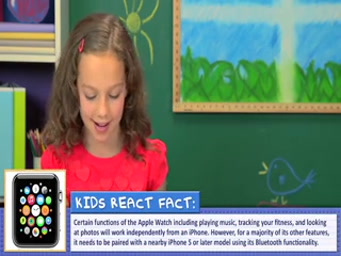 KIDS REACT FACT:
Certain functions of the Apple Watch including playing music, tracking your fitness, and looking
at photos will work independently from an iPhone. However, for a majority of its other features,
it needs to be paired with a nearby iPhone 5 or later model using its Bluetooth functionality.